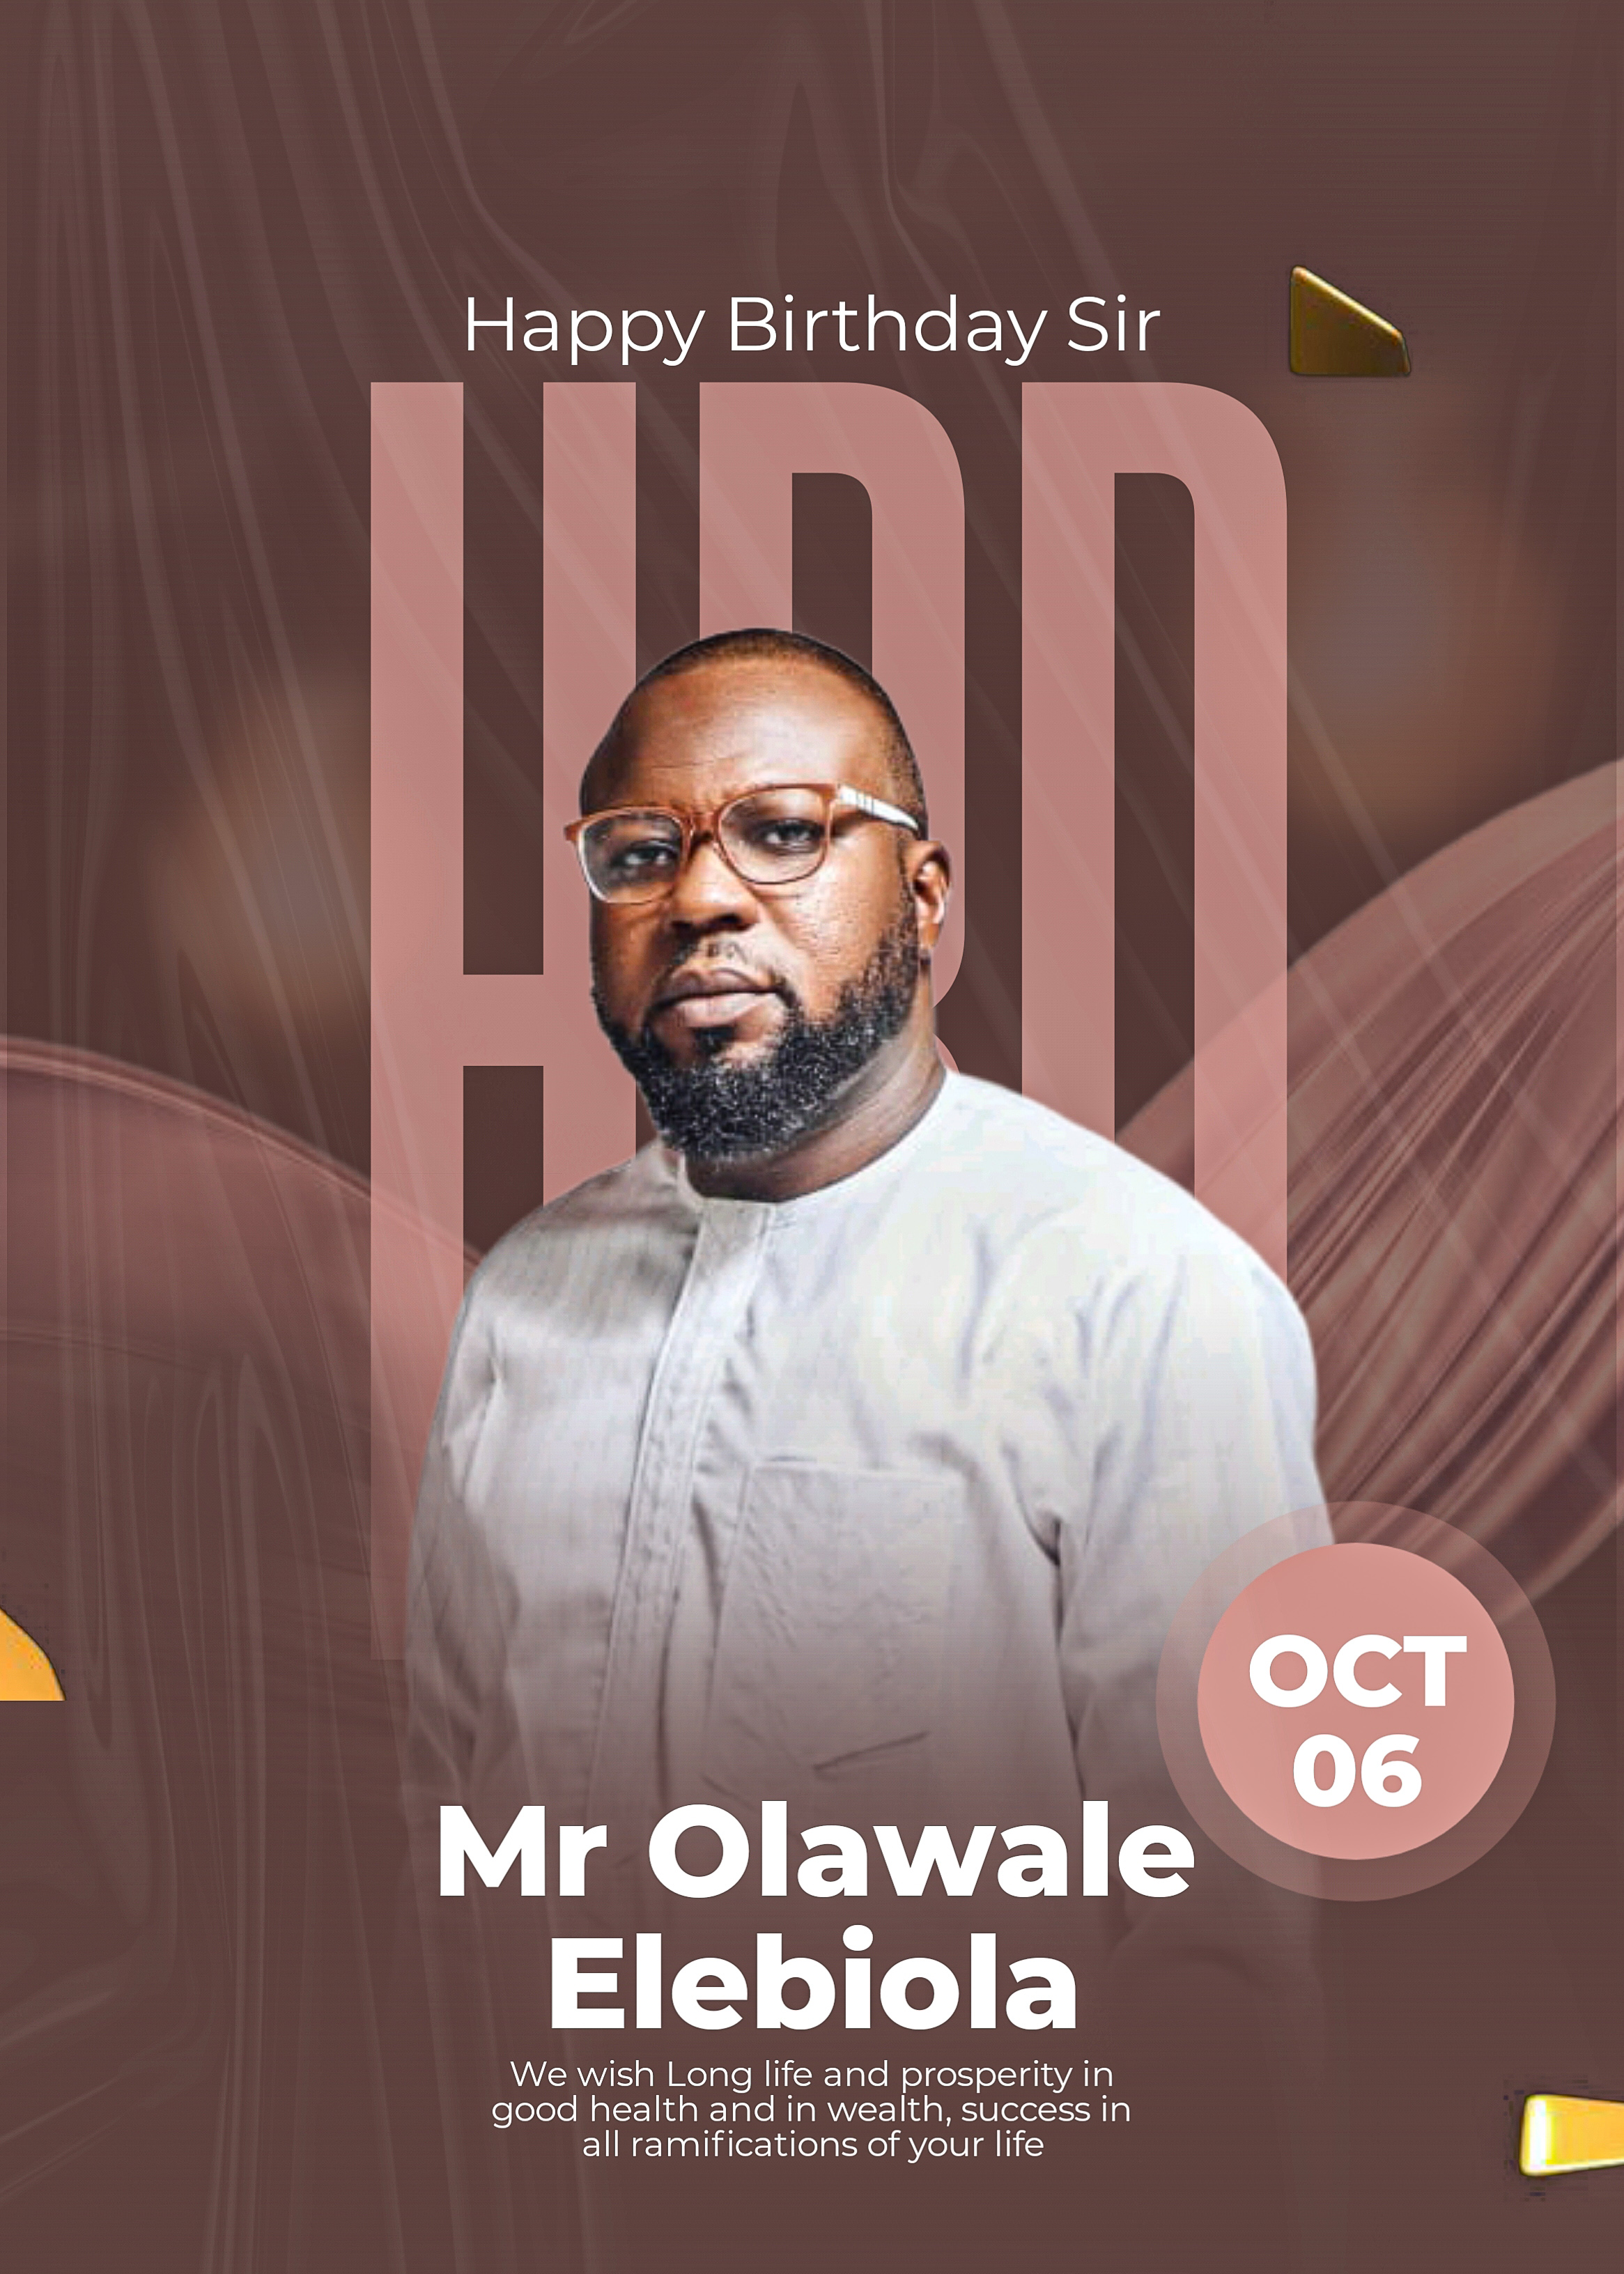 Happy Birthday Sir
HBD
OCT
06
Mr Olawale
Elebiola
We wish Long life and prosperity in
good health and in wealth, success in
all ramifications of your life